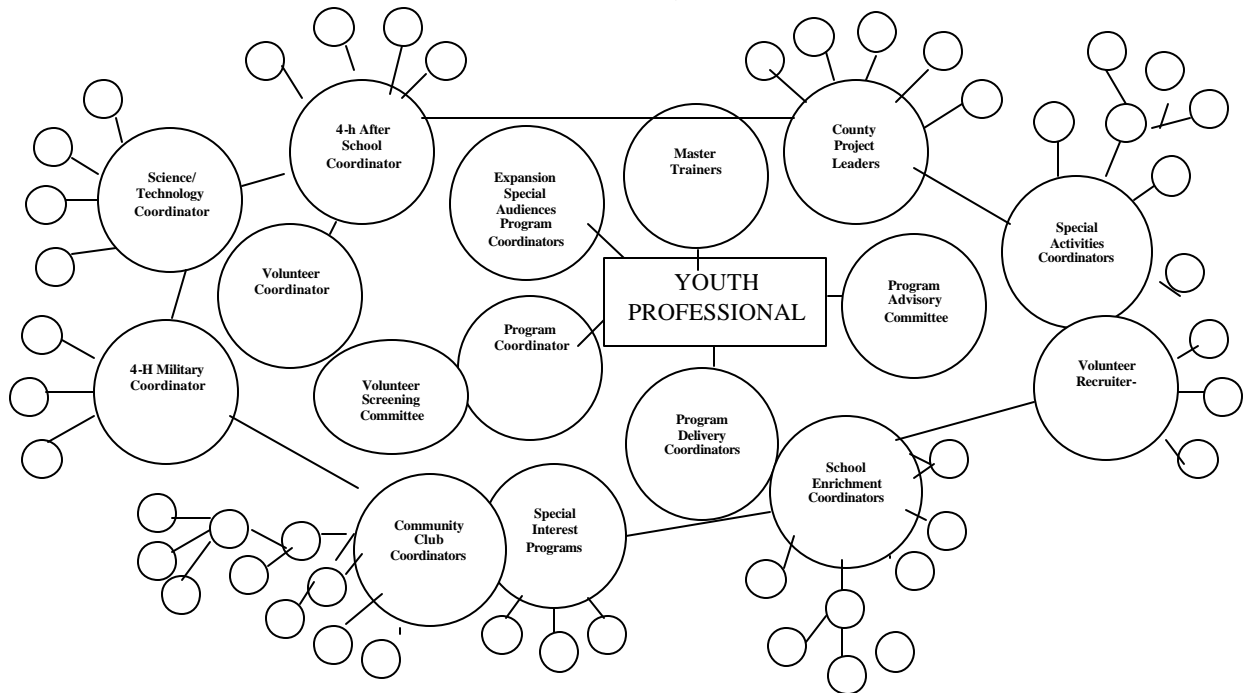 4-h After
School
Coordinator
County
Project
Leaders
Master
Trainers
Science/
Technology
Coordinator
Expansion
Special
Audiences
Program
Coordinators
Special
Activities
Coordinators
Volunteer
Coordinator
YOUTH
PROFESSIONAL
Program
Advisory
Committee
Program
Coordinator
4-H Military
Coordinator
Volunteer
Screening
Committee
Volunteer
Recruiter-
Program
Delivery
Coordinators
School
Enrichment
Coordinators
Community
Club
Coordinators
Special
Interest
Programs